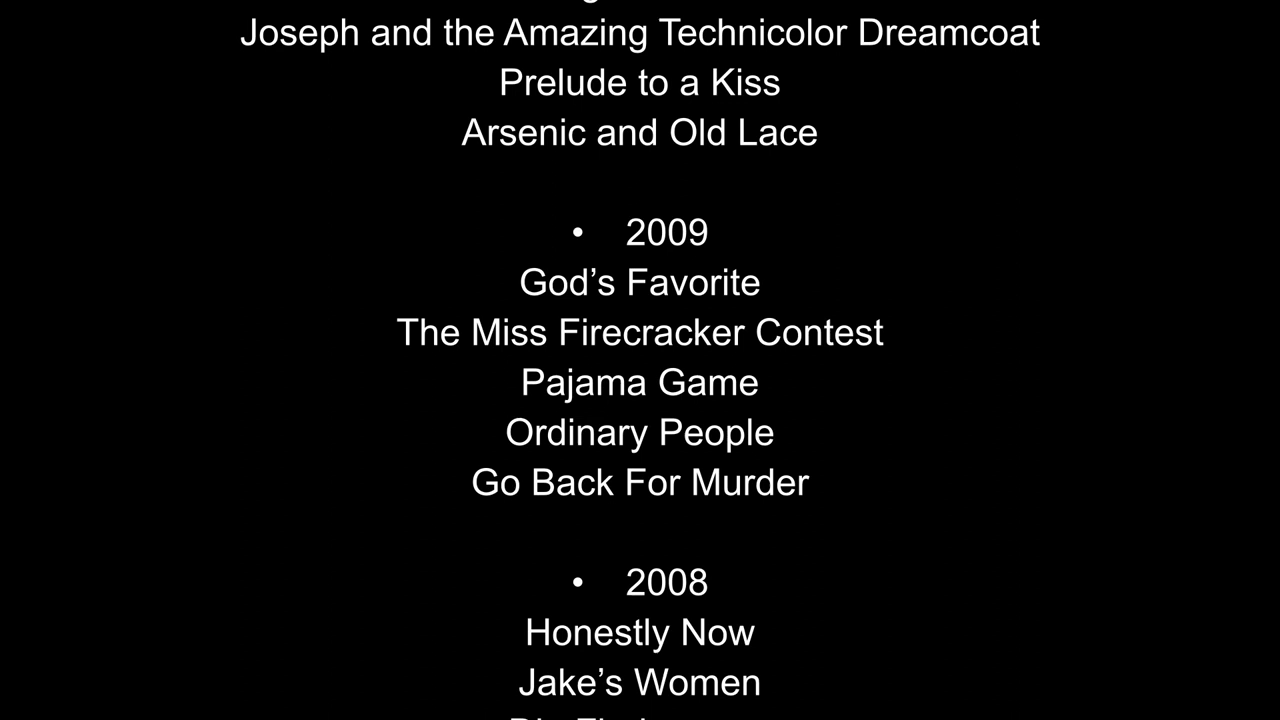 Joseph and the Amazing Technicolor Dreamcoat
Prelude to a Kiss
Arsenic and Old Lace
• 2009
God’s Favorite
The Miss Firecracker Contest
Pajama Game
Ordinary People
Go Back For Murder
• 2008
Honestly Now
Jake’s Women